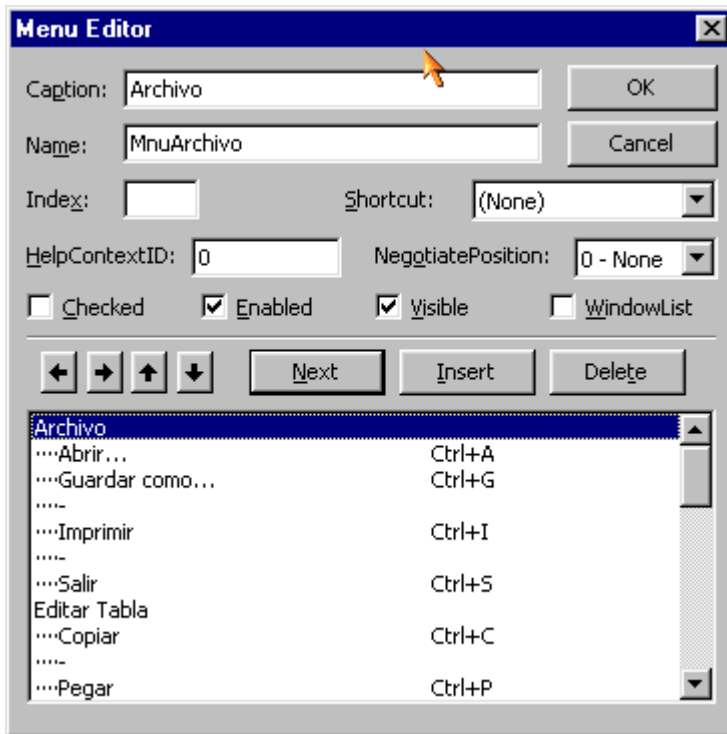 Menu Editor
Caption: Archivo OK
Name: MnuArchivo Cancel
Index: Shortcut: (None)
HelpContextID: 0 NegotiatePosition: 0 - None
Checked Enabled Visible WindowList
Next Insert Delete
Archivo
····Abrir... Ctrl+A
····Guardar como... Ctrl+G
····-
····Imprimir Ctrl+I
····-
····Salir Ctrl+S
Editar Tabla
····Copiar Ctrl+C
····-
····Pegar Ctrl+P